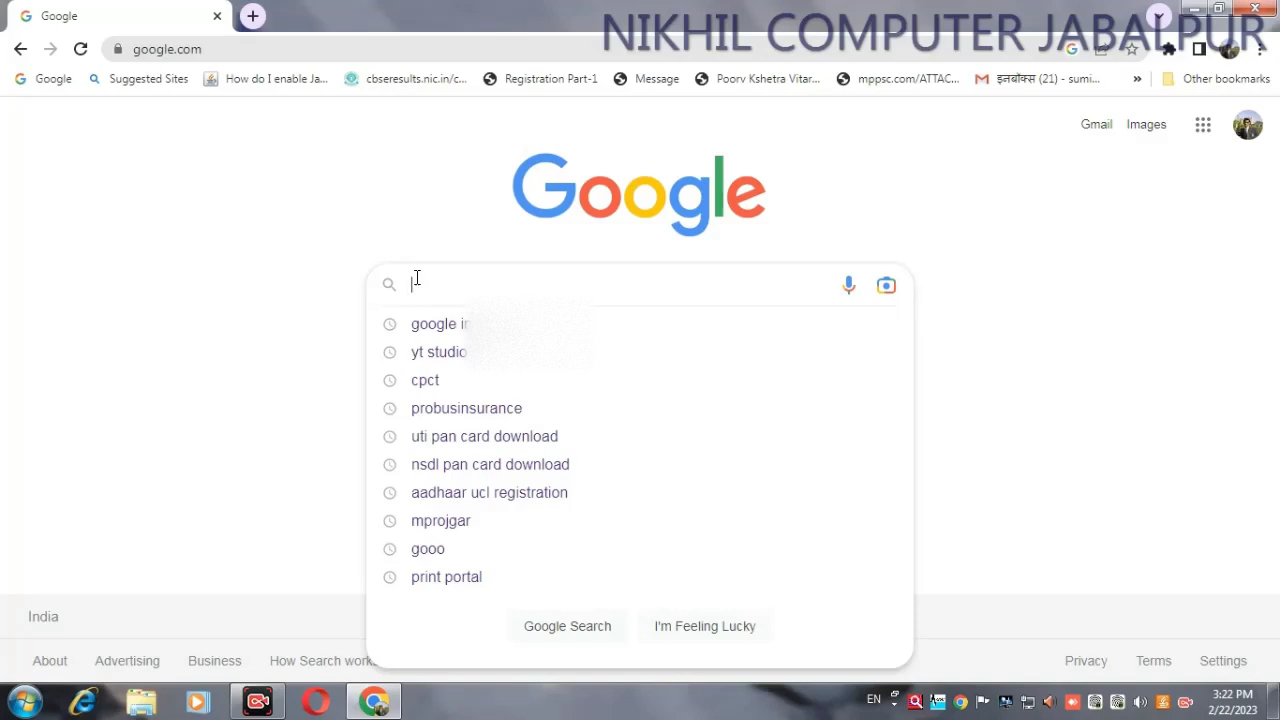 Google
NIKHIL COMPUTER JABALPUR
google.com
Google Suggested Sites How do I enable Ja... cbseresults.nic.in/c... Registration Part-1 Message Poorv Kshetra Vitar... mppsc.com/ATTAC... इनबॉक्स (21) - sumi... » Other bookmarks
Gmail Images
Google
google
yt studio
cpct
probusinsurance
uti pan card download
nsdl pan card download
aadhaar ucl registration
mprojgar
gooo
print portal
Google Search I'm Feeling Lucky
India
About Advertising Business How Search works Privacy Terms Settings
EN 3:22 PM
2/22/2023